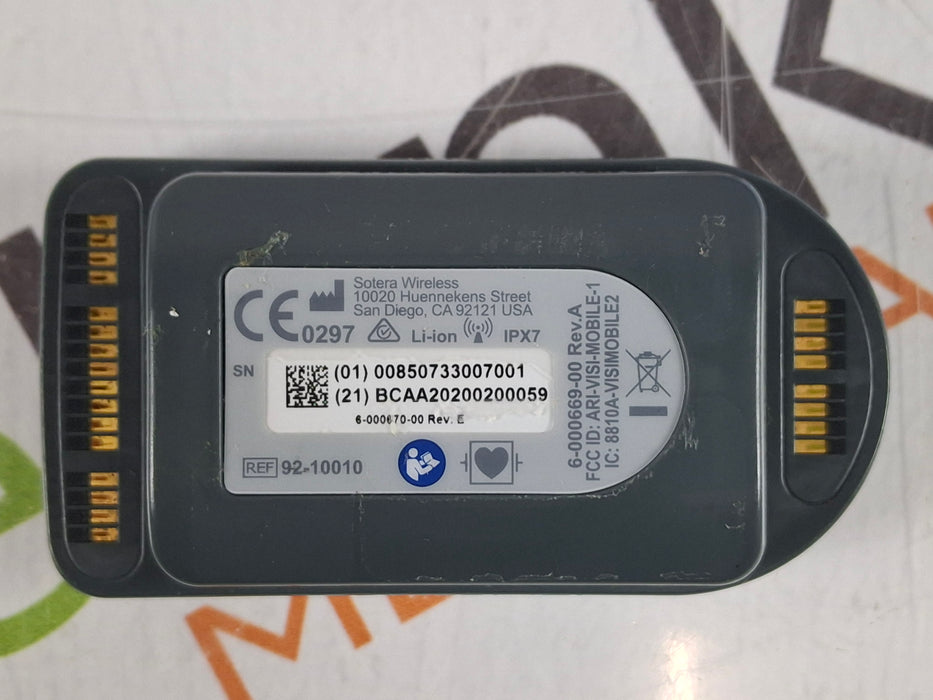 Sotera Wireless
10020 Huennekens Street
San Diego, CA 92121 USA
CE 0297 Li-ion IPX7
SN
(01) 00850733007001
(21) BCAA20200200059
6-000670-00 Rev. E
REF 92-10010
6-000669-00 Rev.A
FCC ID: ARI-VISI-MOBILE-1
IC: 8810A-VISIMOBILE2